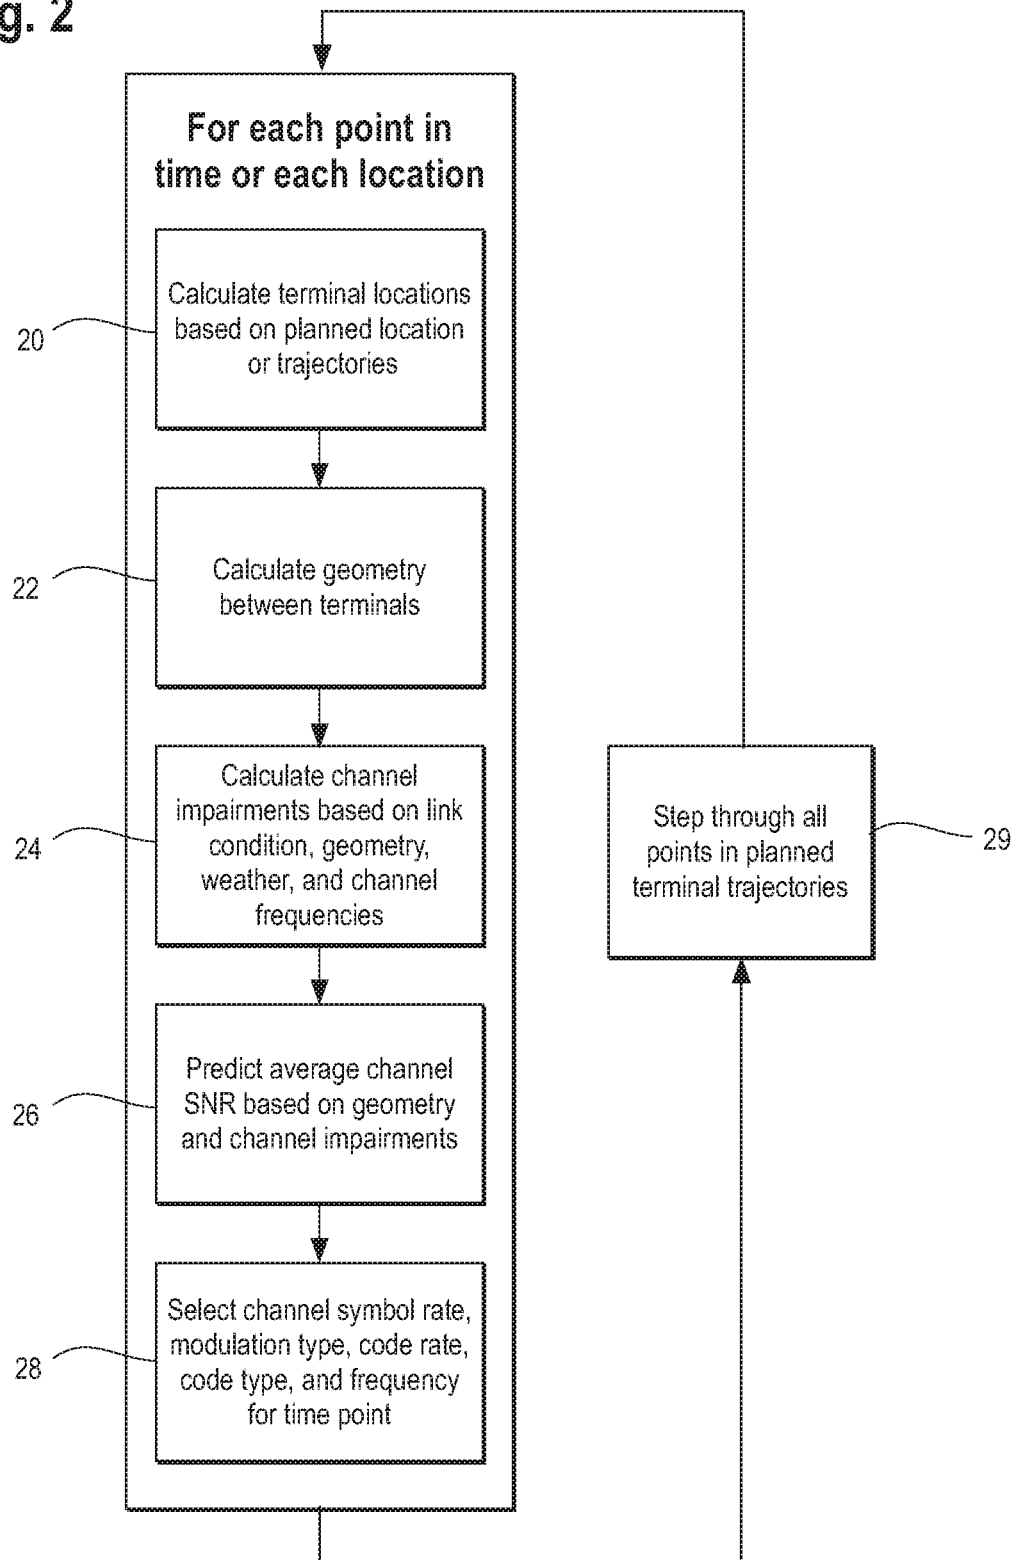 g. 2
For each point in
time or each location
Calculate terminal locations
based on planned location
or trajectories
20
Calculate geometry
between terminals
22
Calculate channel
impairments based on link
condition, geometry,
weather, and channel
frequencies
24
Predict average channel
SNR based on geometry
and channel impairments
26
Select channel symbol rate,
modulation type, code rate,
code type, and frequency
for time point
28
Step through all
points in planned
terminal trajectories
29